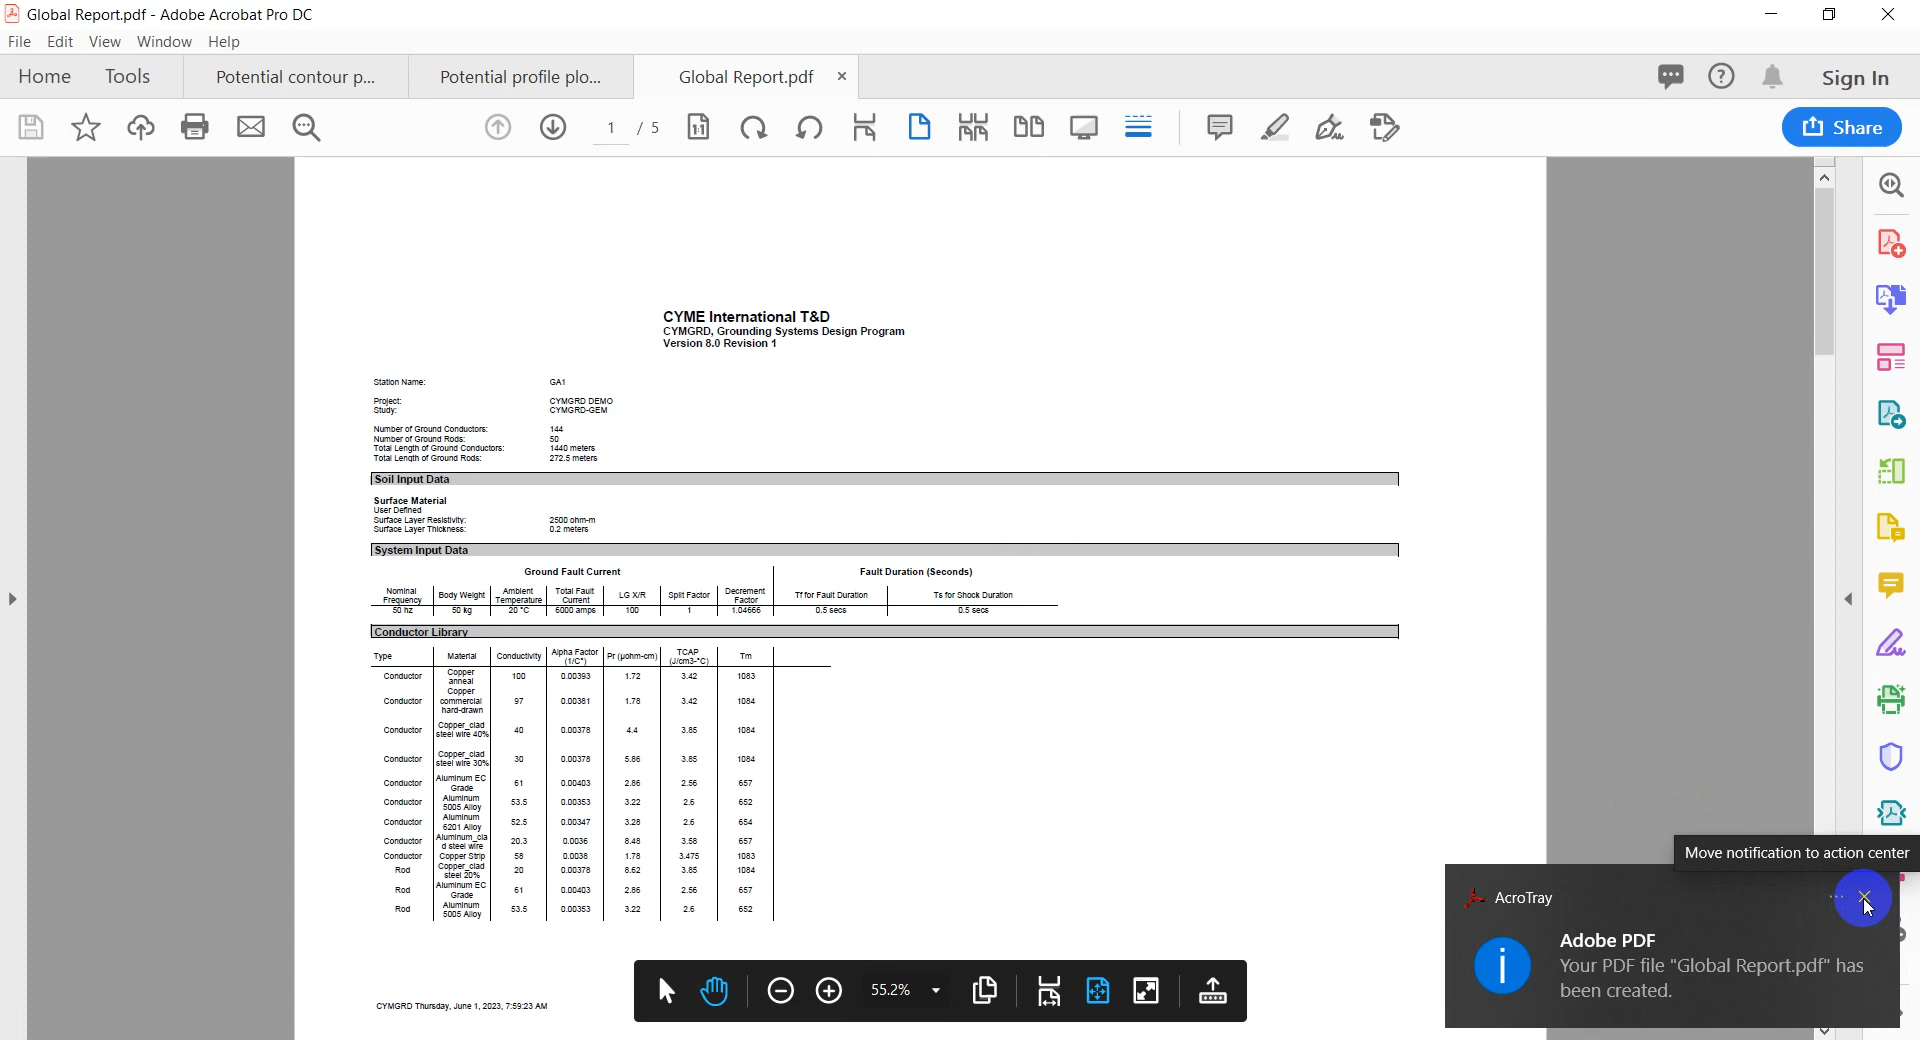 Global Report.pdf - Adobe Acrobat Pro DC
File Edit View Window Help
Home Tools Potential contour p... Potential profile plo... Global Report.pdf × Sign In
1 / 5 Share
CYME International T&D
CYMGRD, Grounding Systems Design Program
Version 8.0 Revision 1
Station Name: GA1
Project: CYMGRD DEMO
Study: CYMGRD-GEM
Number of Ground Conductors: 144
Number of Ground Rods: 50
Total Length of Ground Conductors: 1440 meters
Total Length of Ground Rods: 272.5 meters
Soil Input Data
Surface Material
User Defined
Surface Layer Resistivity: 2500 ohm-m
Surface Layer Thickness: 0.2 meters
System Input Data
Ground Fault Current Fault Duration (Seconds)
Nominal Frequency Body Weight Ambient Temperature Total Fault Current LG X/R Split Factor Decrement Factor Tf for Fault Duration Ts for Shock Duration
50 hz 50 kg 20 °C 6000 amps 100 1 1.04666 0.5 secs 0.5 secs
Conductor Library
Type Material Conductivity Alpha Factor (1/C°) Pr (µohm-cm) TCAP (J/cm3-°C) Tm
Conductor Copper anneal 100 0.00393 1.72 3.42 1083
Conductor Copper commercial hard-drawn 97 0.00381 1.78 3.42 1084
Conductor Copper_clad steel wire 40% 40 0.00378 4.4 3.85 1084
Conductor Copper_clad steel wire 30% 30 0.00378 5.86 3.85 1084
Conductor Aluminum EC Grade 61 0.00403 2.86 2.56 657
Conductor Aluminum 5005 Alloy 53.5 0.00353 3.22 2.6 652
Conductor Aluminum 6201 Alloy 52.5 0.00347 3.28 2.6 654
Conductor Aluminum_clad steel wire 20.3 0.0036 8.48 3.58 657
Conductor Copper Strip 58 0.0038 1.78 3.475 1083
Rod Copper_clad steel 20% 20 0.00378 8.62 3.85 1084
Rod Aluminum EC Grade 61 0.00403 2.86 2.56 657
Rod Aluminum 5005 Alloy 53.5 0.00353 3.22 2.6 652
CYMGRD Thursday, June 1, 2023, 7:59:23 AM
55.2%
Move notification to action center
AcroTray
Adobe PDF
Your PDF file "Global Report.pdf" has
been created.